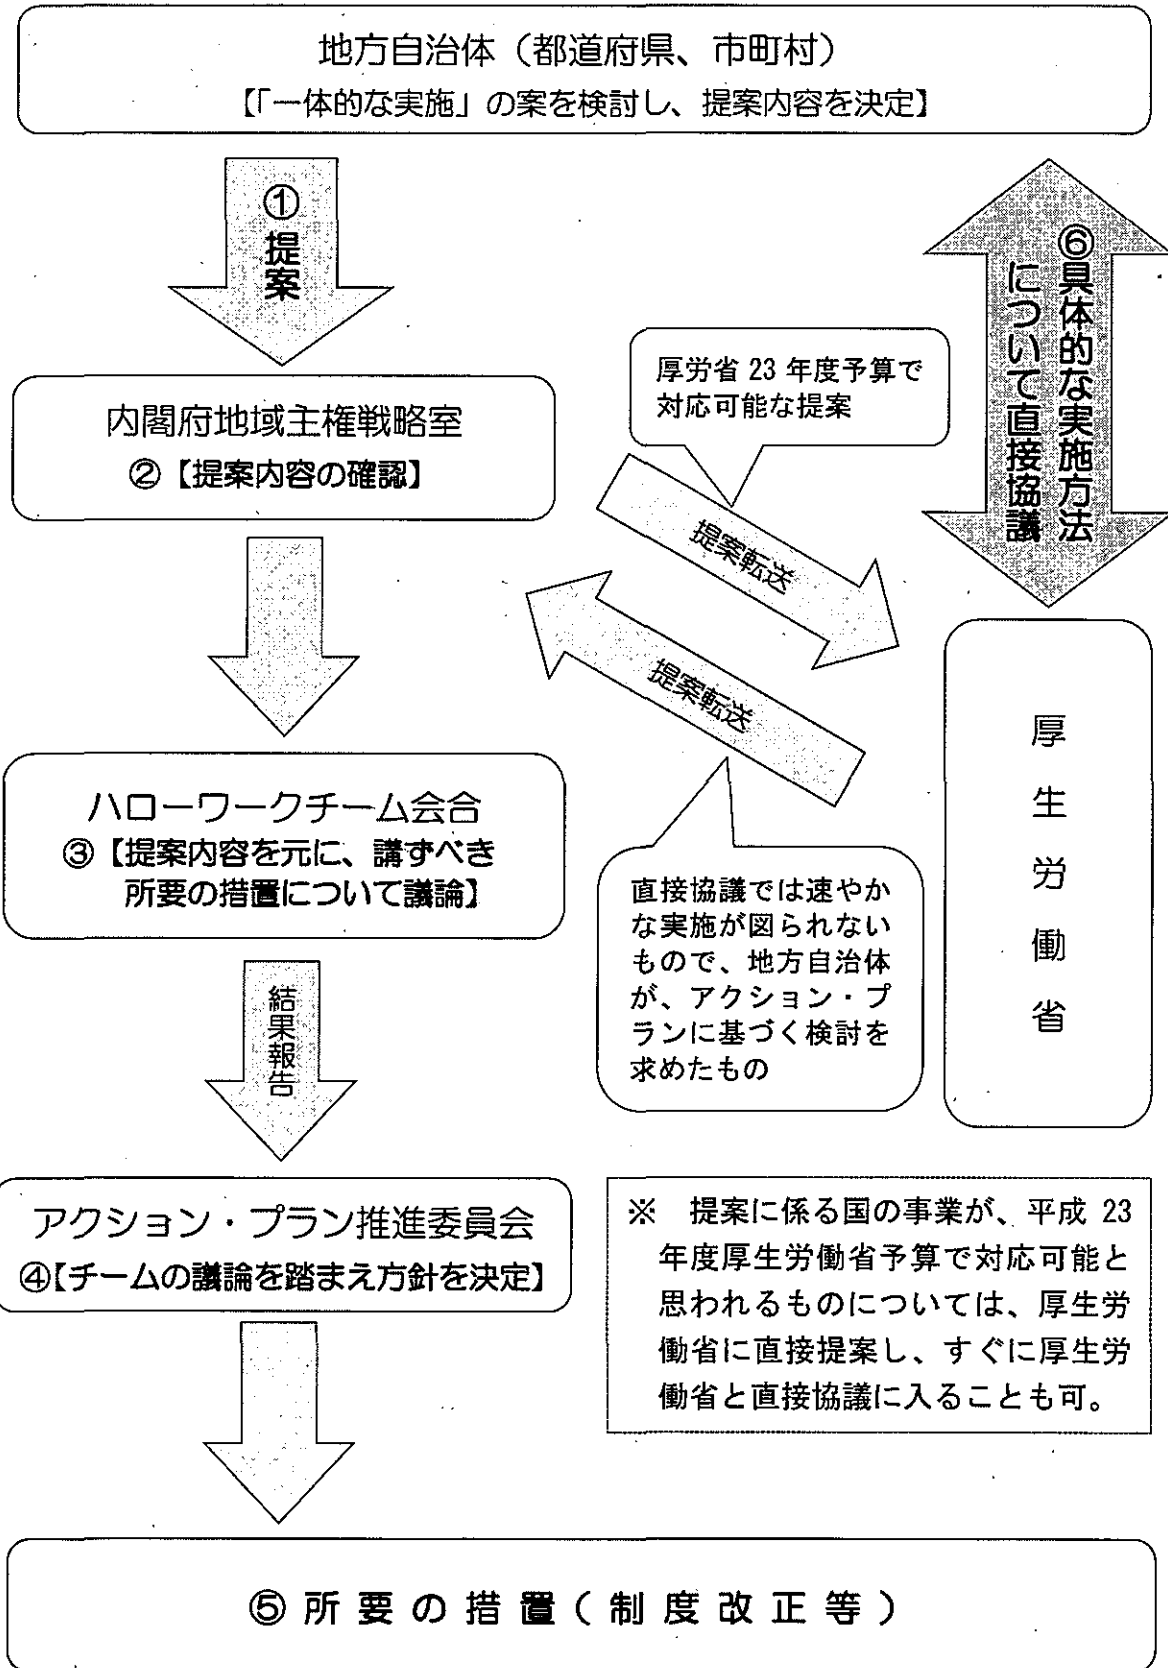 地方自治体（都道府県、市町村）
【「一体的な実施」の案を検討し、提案内容を決定】
①提案
⑥具体的な実施方法
について直接協議
厚労省 23 年度予算で
対応可能な提案
内閣府地域主権戦略室
②【提案内容の確認】
提案転送
提案転送
厚生労働省
ハローワークチーム会合
③【提案内容を元に、講ずべき
所要の措置について議論】
直接協議では速やか
な実施が図られない
もので、地方自治体
が、アクション・プ
ランに基づく検討を
求めたもの
結果報告
アクション・プラン推進委員会
④【チームの議論を踏まえ方針を決定】
※　提案に係る国の事業が、平成 23
年度厚生労働省予算で対応可能と
思われるものについては、厚生労
働省に直接提案し、すぐに厚生労
働省と直接協議に入ることも可。
⑤所要の措置（制度改正等）